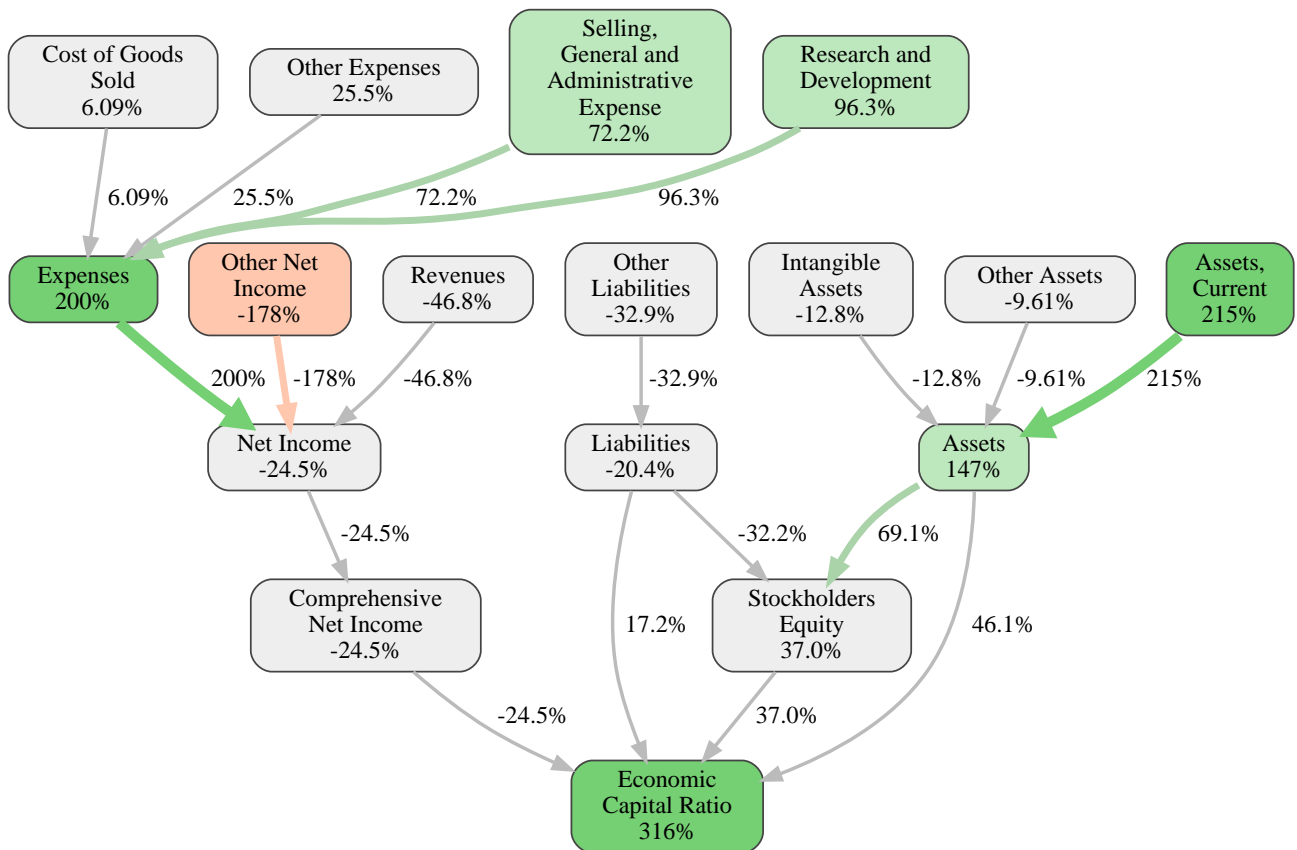 Cost of Goods
Sold
6.09%
Other Expenses
25.5%
Selling,
General and
Administrative
Expense
72.2%
Research and
Development
96.3%
6.09%
25.5%
72.2%
96.3%
Expenses
200%
Other Net
Income
-178%
Revenues
-46.8%
Other
Liabilities
-32.9%
Intangible
Assets
-12.8%
Other Assets
-9.61%
Assets,
Current
215%
200%
-178%
-46.8%
-32.9%
-12.8%
-9.61%
215%
Net Income
-24.5%
Liabilities
-20.4%
Assets
147%
-24.5%
-32.2%
69.1%
Comprehensive
Net Income
-24.5%
17.2%
Stockholders
Equity
37.0%
46.1%
-24.5%
37.0%
Economic
Capital Ratio
316%